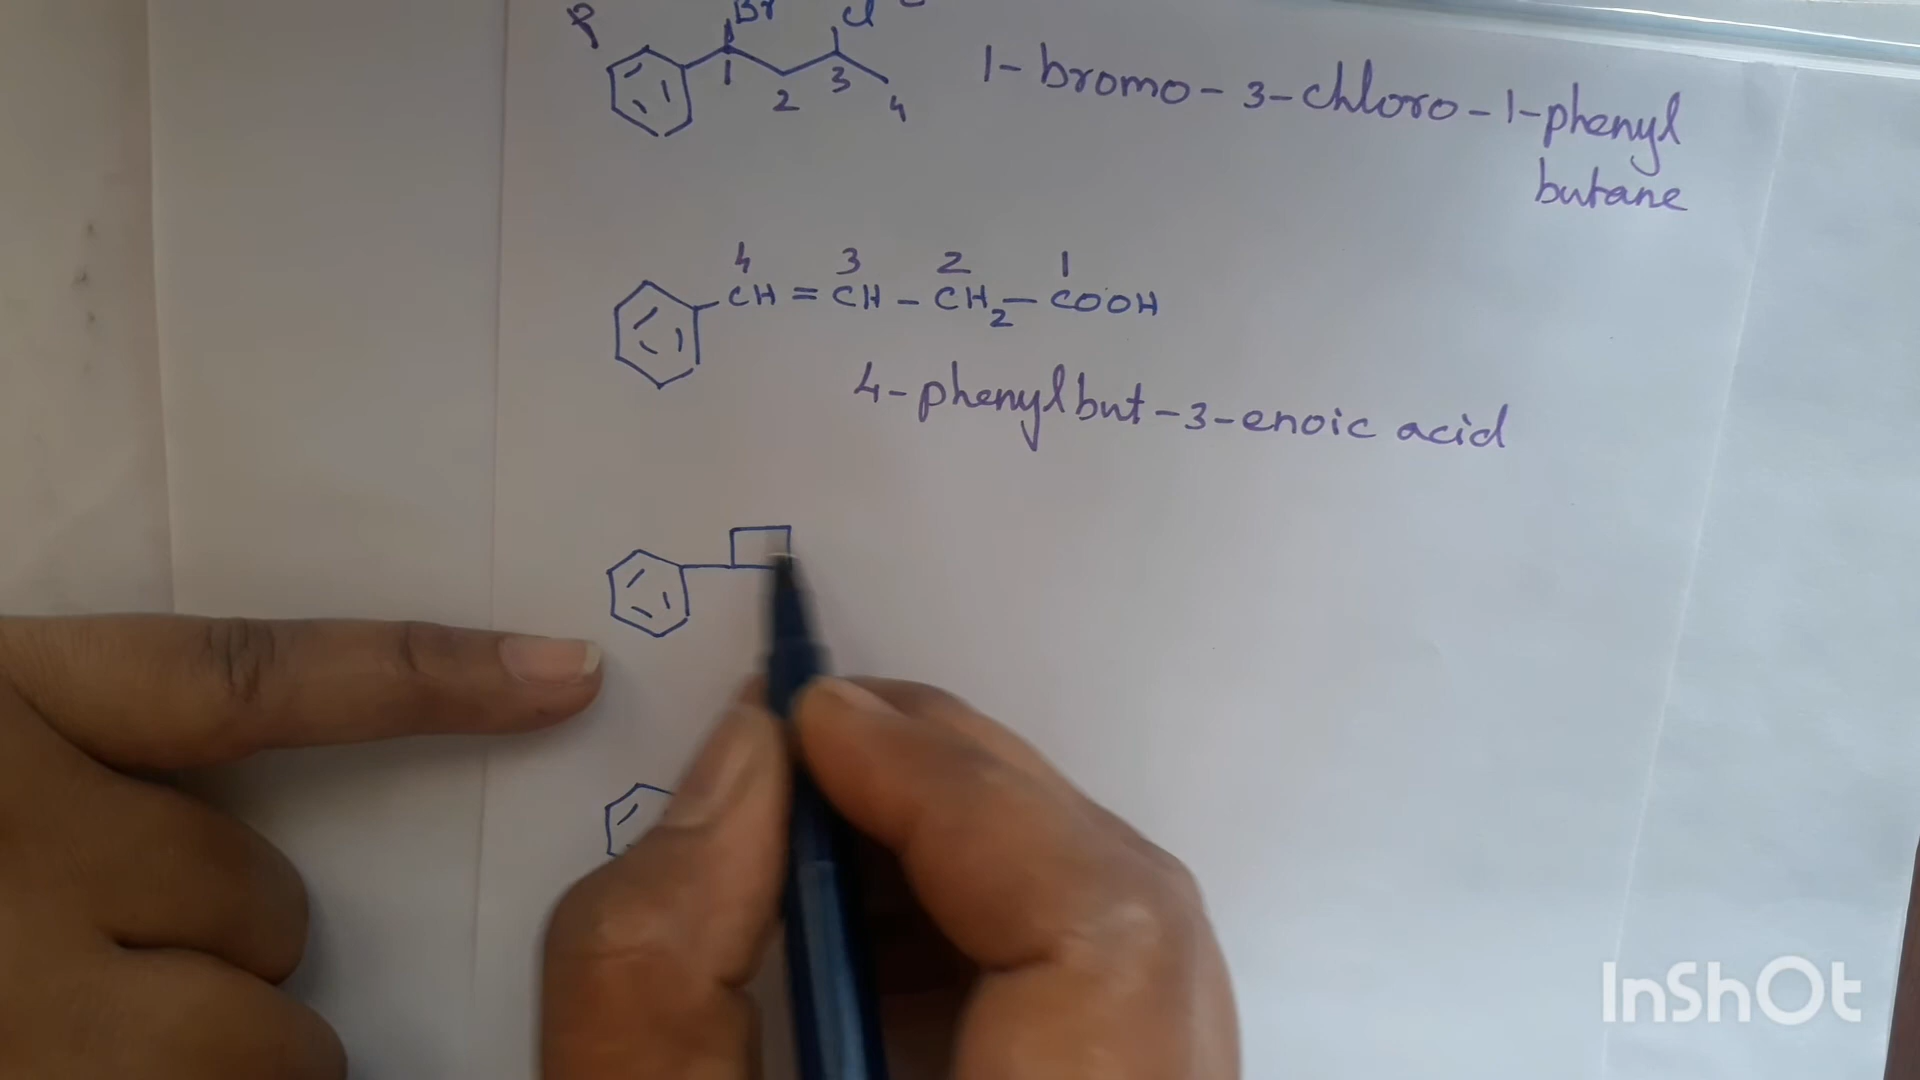 Br Cl
1 2 3 4
1-bromo-3-chloro-1-phenyl
butane
4 3 2 1
CH = CH - CH2 - COOH
4-phenylbut-3-enoic acid
InShOt